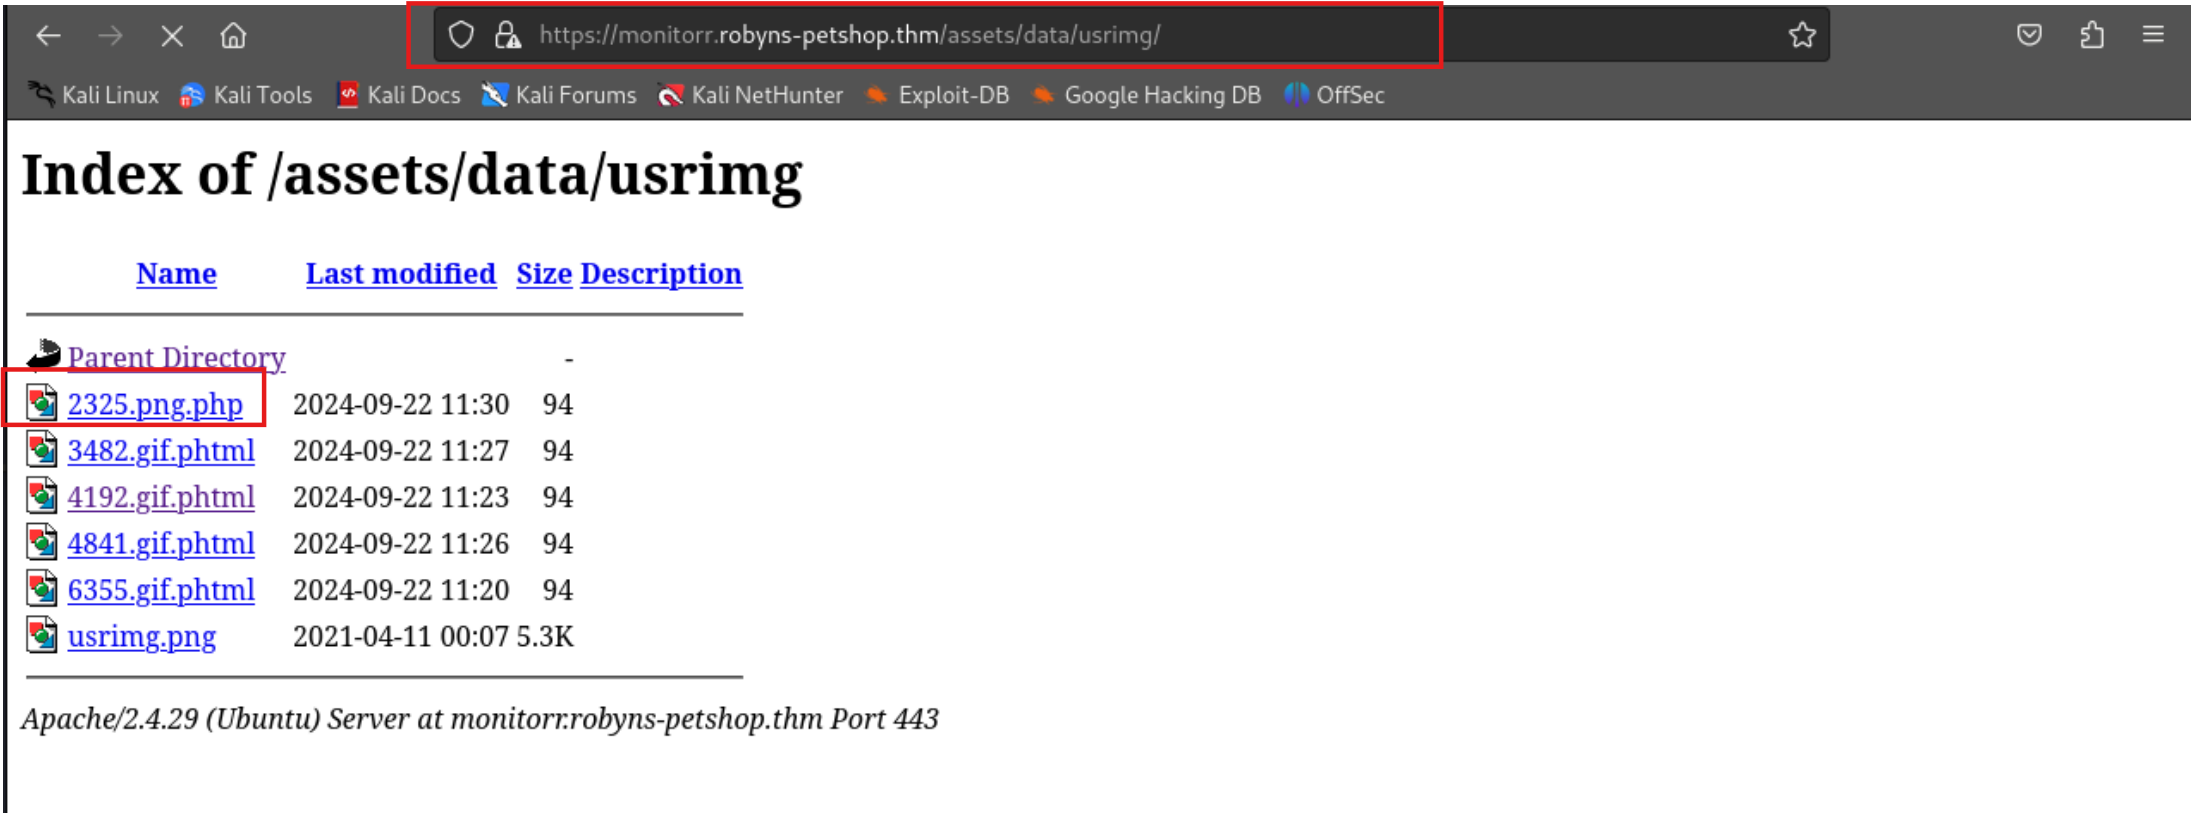 https://monitorr.robyns-petshop.thm/assets/data/usrimg/
Kali Linux Kali Tools Kali Docs Kali Forums Kali NetHunter Exploit-DB Google Hacking DB OffSec
Index of /assets/data/usrimg
Name Last modified Size Description
Parent Directory -
2325.png.php 2024-09-22 11:30 94
3482.gif.phtml 2024-09-22 11:27 94
4192.gif.phtml 2024-09-22 11:23 94
4841.gif.phtml 2024-09-22 11:26 94
6355.gif.phtml 2024-09-22 11:20 94
usrimg.png 2021-04-11 00:07 5.3K
Apache/2.4.29 (Ubuntu) Server at monitorr.robyns-petshop.thm Port 443